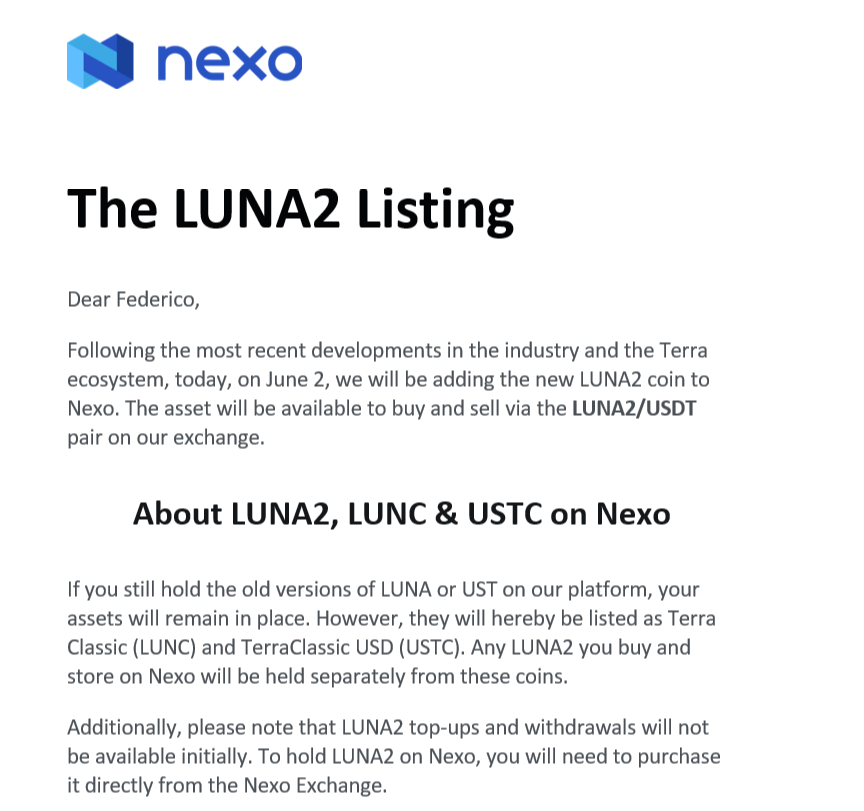 nexo
The LUNA2 Listing
Dear Federico,
Following the most recent developments in the industry and the Terra
ecosystem, today, on June 2, we will be adding the new LUNA2 coin to
Nexo. The asset will be available to buy and sell via the LUNA2/USDT
pair on our exchange.
About LUNA2, LUNC & USTC on Nexo
If you still hold the old versions of LUNA or UST on our platform, your
assets will remain in place. However, they will hereby be listed as Terra
Classic (LUNC) and TerraClassic USD (USTC). Any LUNA2 you buy and
store on Nexo will be held separately from these coins.
Additionally, please note that LUNA2 top-ups and withdrawals will not
be available initially. To hold LUNA2 on Nexo, you will need to purchase
it directly from the Nexo Exchange.